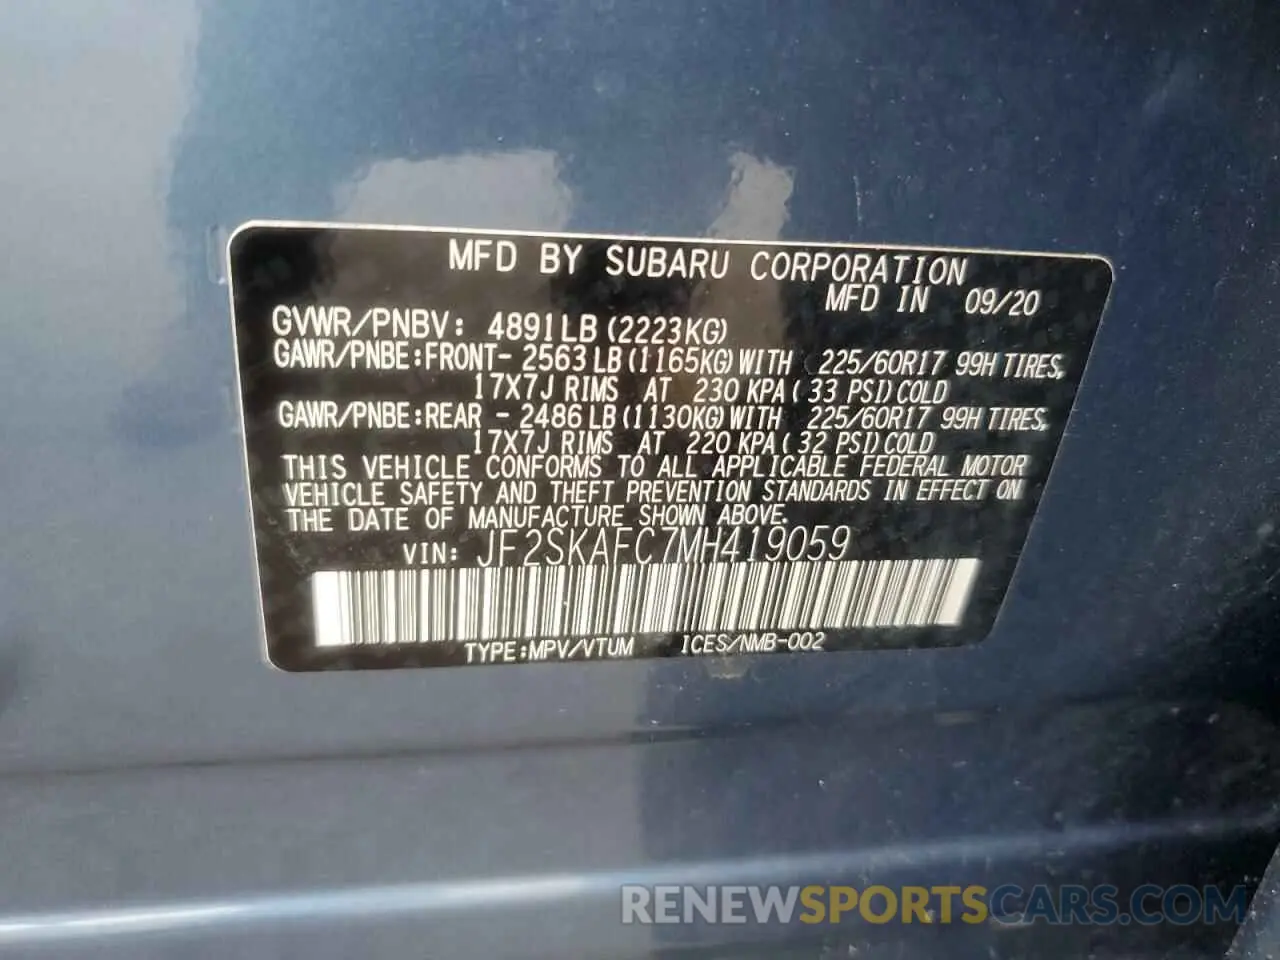 MFD BY SUBARU CORPORATION
MFD IN 09/20
GVWR/PNBV: 4891LB (2223KG)
GAWR/PNBE:FRONT- 2563LB(1165KG)WITH 225/60R17 99H TIRES,
17X7J RIMS AT 230 KPA( 33 PSI)COLD
GAWR/PNBE:REAR - 2486LB(1130KG)WITH 225/60R17 99H TIRES,
17X7J RIMS AT 220 KPA( 32 PSI)COLD
THIS VEHICLE CONFORMS TO ALL APPLICABLE FEDERAL MOTOR
VEHICLE SAFETY AND THEFT PREVENTION STANDARDS IN EFFECT ON
THE DATE OF MANUFACTURE SHOWN ABOVE.
VIN: JF2SKAFC7MH419059
TYPE:MPV/VTUM ICES/NMB-002
RENEWSPORTSCARS.COM